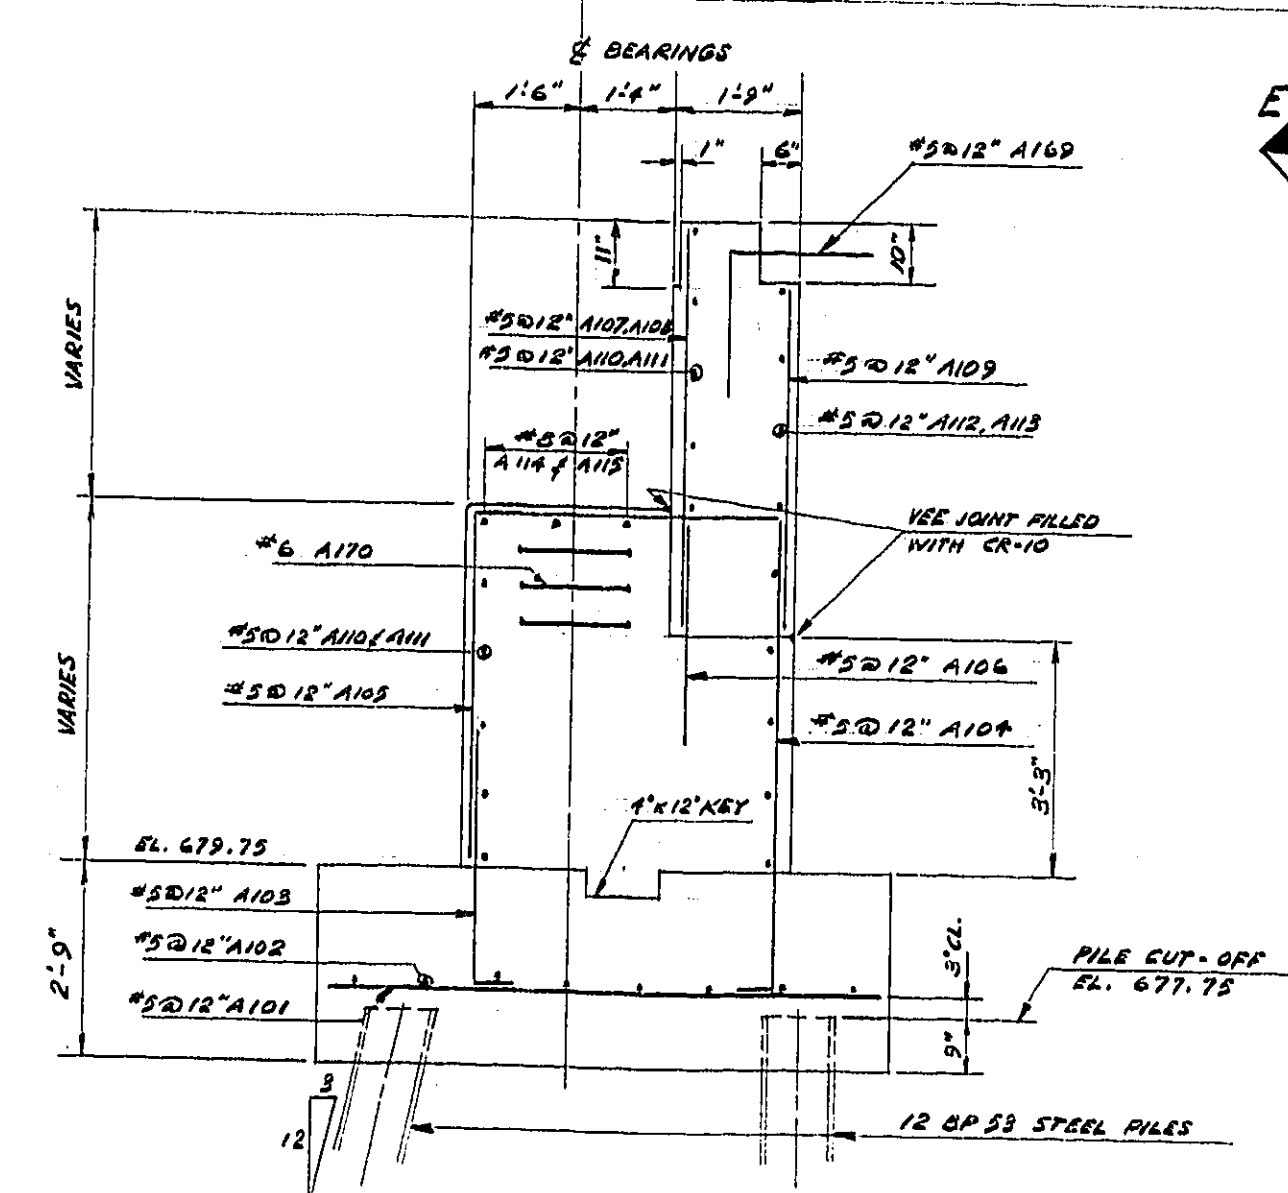 ℄ BEARINGS
1'-6" 1'-4" 1'-9"
E
1" 6"
#5@12" A169
11"
10"
VARIES
#5@12" A107,A108
#5@12" A110,A111
#5@12" A109
#5@12" A112,A113
#5@12"
A114 & A115
VEE JOINT FILLED
WITH CR-10
#6 A170
#5@12" A110 & A111
#5@12" A106
#5@12" A105
VARIES
#5@12" A104
3'-3"
4"x12" KEY
EL. 679.75
#5@12" A103
#5@12" A102
3" CL.
PILE CUT-OFF
EL. 677.75
2'-9"
#5@12" A101
9"
12
12 BP 53 STEEL PILES